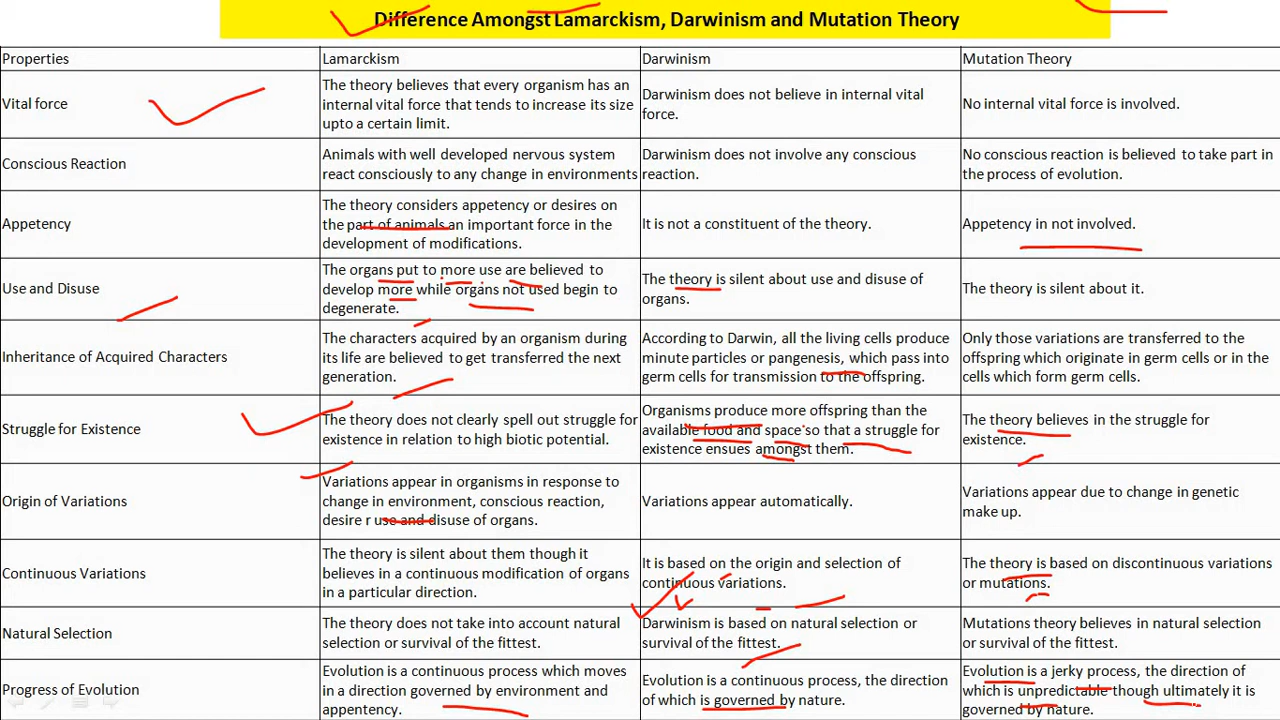 Difference Amongst Lamarckism, Darwinism and Mutation Theory
Properties
Lamarckism
Darwinism
Mutation Theory
Vital force
The theory believes that every organism has an
internal vital force that tends to increase its size
upto a certain limit.
Darwinism does not believe in internal vital
force.
No internal vital force is involved.
Conscious Reaction
Animals with well developed nervous system
react consciously to any change in environments
Darwinism does not involve any conscious
reaction.
No conscious reaction is believed to take part in
the process of evolution.
Appetency
The theory considers appetency or desires on
the part of animals an important force in the
development of modifications.
It is not a constituent of the theory.
Appetency in not involved.
Use and Disuse
The organs put to more use are believed to
develop more while organs not used begin to
degenerate.
The theory is silent about use and disuse of
organs.
The theory is silent about it.
Inheritance of Acquired Characters
The characters acquired by an organism during
its life are believed to get transferred the next
generation.
According to Darwin, all the living cells produce
minute particles or pangenesis, which pass into
germ cells for transmission to the offspring.
Only those variations are transferred to the
offspring which originate in germ cells or in the
cells which form germ cells.
Struggle for Existence
The theory does not clearly spell out struggle for
existence in relation to high biotic potential.
Organisms produce more offspring than the
available food and space so that a struggle for
existence ensues amongst them.
The theory believes in the struggle for
existence.
Origin of Variations
Variations appear in organisms in response to
change in environment, conscious reaction,
desire r use and disuse of organs.
Variations appear automatically.
Variations appear due to change in genetic
make up.
Continuous Variations
The theory is silent about them though it
believes in a continuous modification of organs
in a particular direction.
It is based on the origin and selection of
continuous variations.
The theory is based on discontinuous variations
or mutations.
Natural Selection
The theory does not take into account natural
selection or survival of the fittest.
Darwinism is based on natural selection or
survival of the fittest.
Mutations theory believes in natural selection
or survival of the fittest.
Progress of Evolution
Evolution is a continuous process which moves
in a direction governed by environment and
appentency.
Evolution is a continuous process, the direction
of which is governed by nature.
Evolution is a jerky process, the direction of
which is unpredictable though ultimately it is
governed by nature.